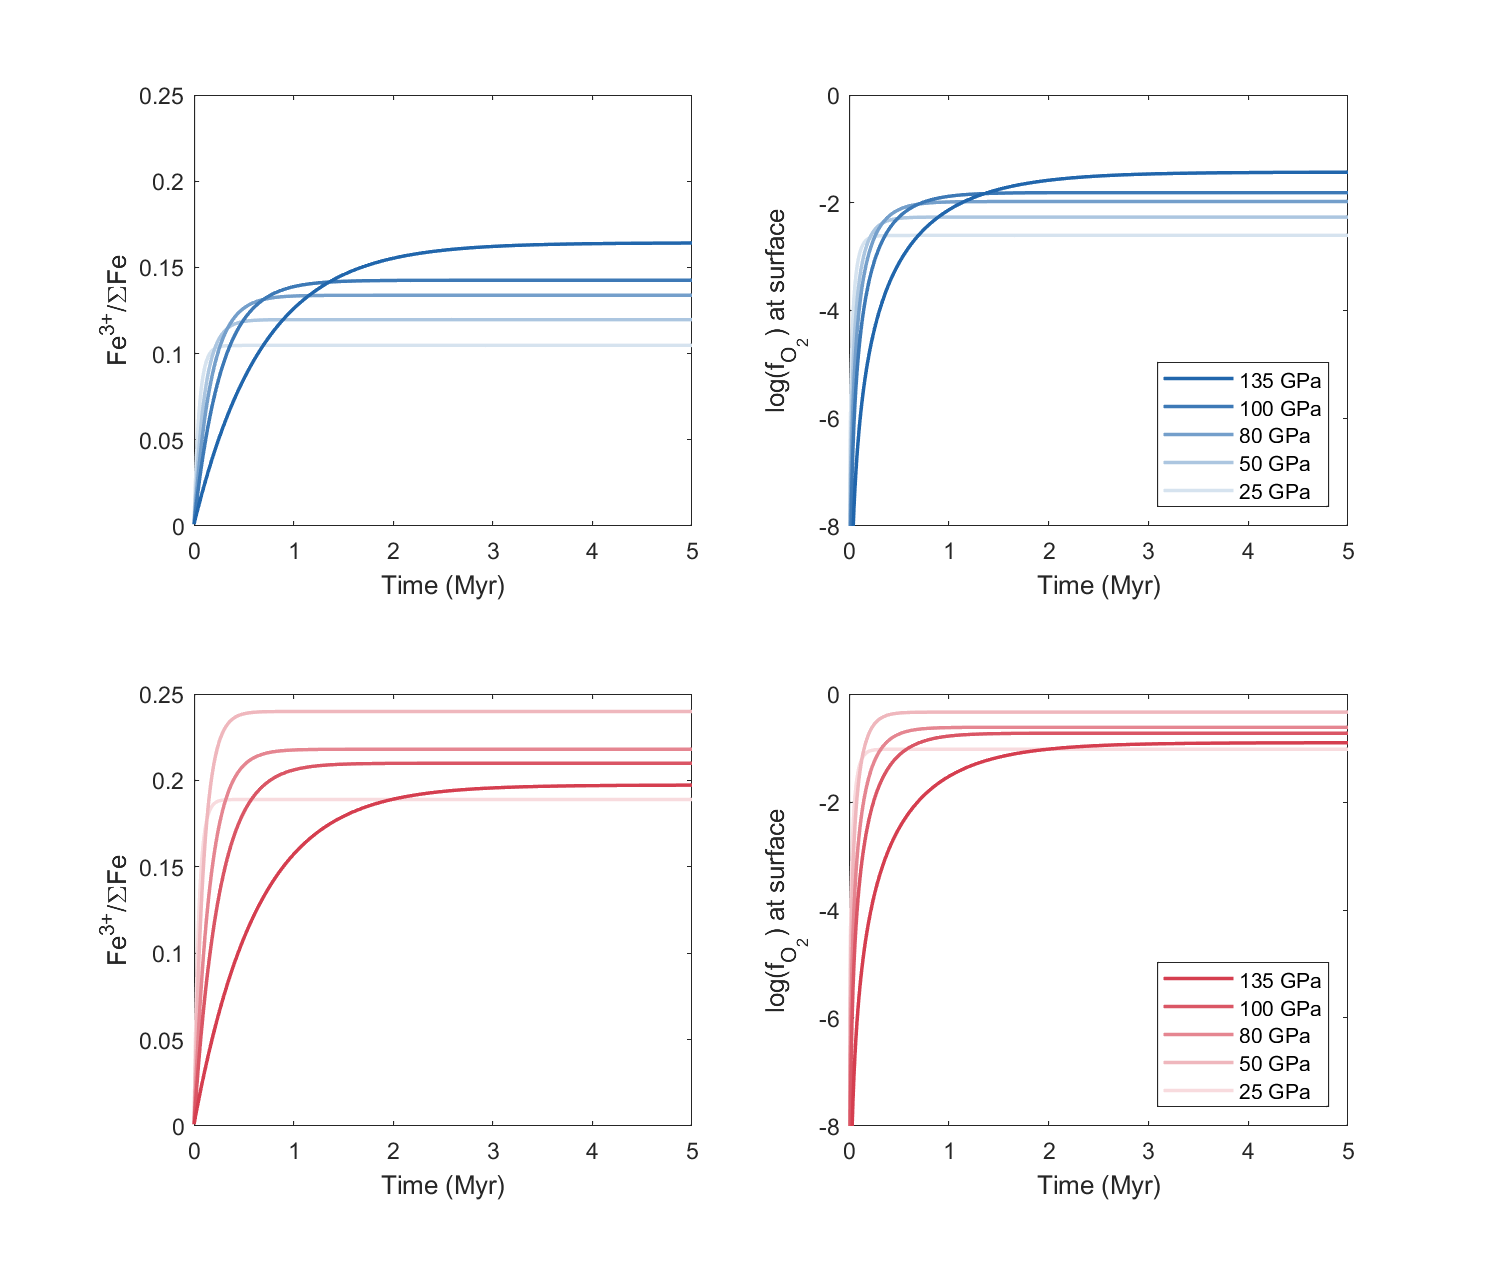 0.25
0.2
0.15
0.1
0.05
0
Fe3+/ΣFe
0 1 2 3 4 5
Time (Myr)
0
-2
-4
-6
-8
log(fO2) at surface
135 GPa
100 GPa
80 GPa
50 GPa
25 GPa
0 1 2 3 4 5
Time (Myr)
0.25
0.2
0.15
0.1
0.05
0
Fe3+/ΣFe
0 1 2 3 4 5
Time (Myr)
0
-2
-4
-6
-8
log(fO2) at surface
135 GPa
100 GPa
80 GPa
50 GPa
25 GPa
0 1 2 3 4 5
Time (Myr)